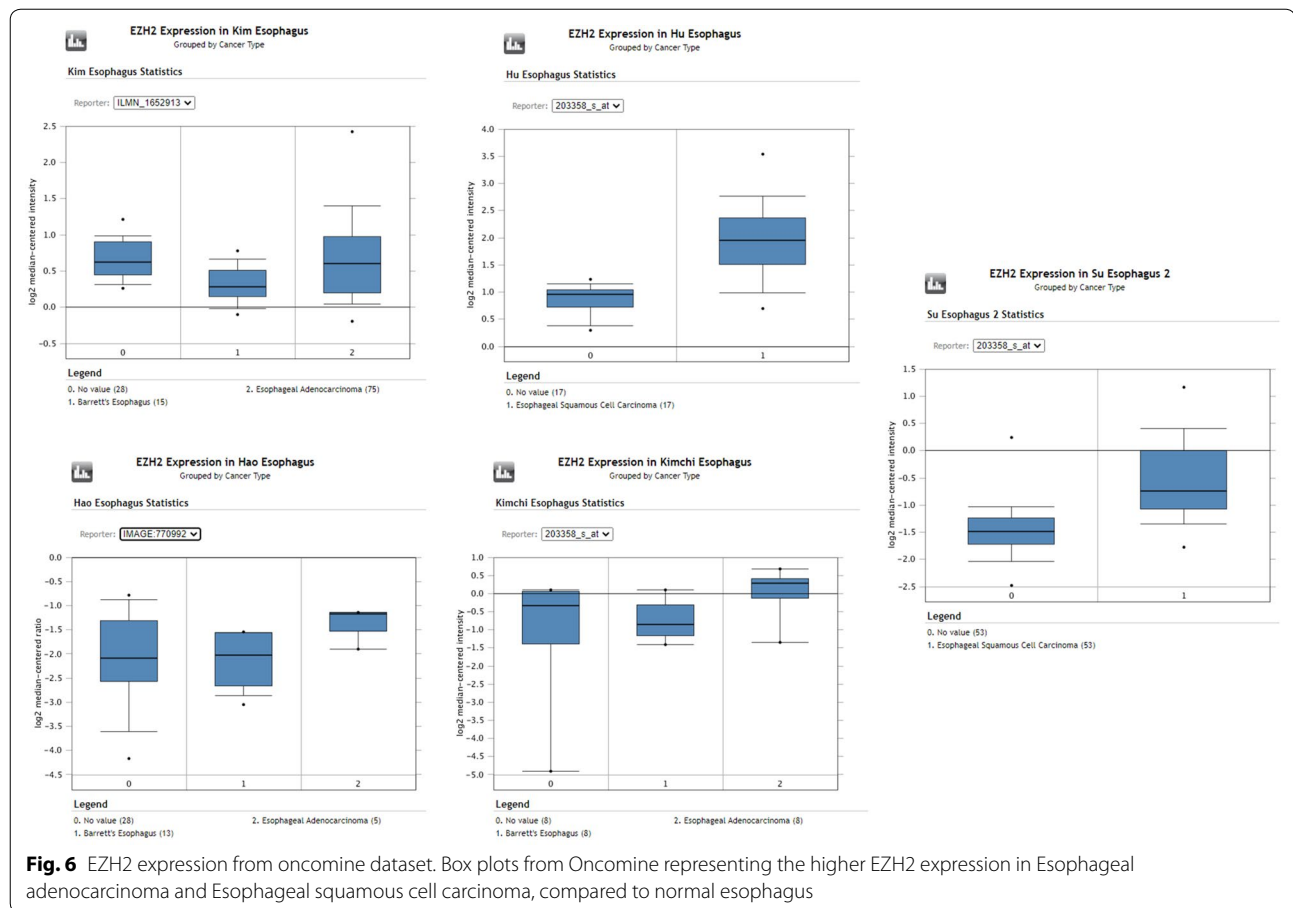 EZH2 Expression in Kim Esophagus
Grouped by Cancer Type
Kim Esophagus Statistics
Reporter: ILMN_1652913
2.5
2.0
1.5
1.0
0.5
0.0
−0.5
log2 median-centered intensity
0 1 2
Legend
0. No value (28) 2. Esophageal Adenocarcinoma (75)
1. Barrett's Esophagus (15)
EZH2 Expression in Hu Esophagus
Grouped by Cancer Type
Hu Esophagus Statistics
Reporter: 203358_s_at
4.0
3.5
3.0
2.5
2.0
1.5
1.0
0.5
0.0
log2 median-centered intensity
0 1
Legend
0. No value (17)
1. Esophageal Squamous Cell Carcinoma (17)
EZH2 Expression in Su Esophagus 2
Grouped by Cancer Type
Su Esophagus 2 Statistics
Reporter: 203358_s_at
1.5
1.0
0.5
0.0
−0.5
−1.0
−1.5
−2.0
−2.5
log2 median-centered intensity
0 1
Legend
0. No value (53)
1. Esophageal Squamous Cell Carcinoma (53)
EZH2 Expression in Hao Esophagus
Grouped by Cancer Type
Hao Esophagus Statistics
Reporter: IMAGE:770992
0.0
−0.5
−1.0
−1.5
−2.0
−2.5
−3.0
−3.5
−4.0
−4.5
log2 median-centered ratio
0 1 2
Legend
0. No value (28) 2. Esophageal Adenocarcinoma (5)
1. Barrett's Esophagus (13)
EZH2 Expression in Kimchi Esophagus
Grouped by Cancer Type
Kimchi Esophagus Statistics
Reporter: 203358_s_at
1.0
0.5
0.0
−0.5
−1.0
−1.5
−2.0
−2.5
−3.0
−3.5
−4.0
−4.5
−5.0
log2 median-centered intensity
0 1 2
Legend
0. No value (8) 2. Esophageal Adenocarcinoma (8)
1. Barrett's Esophagus (8)
Fig. 6 EZH2 expression from oncomine dataset. Box plots from Oncomine representing the higher EZH2 expression in Esophageal
adenocarcinoma and Esophageal squamous cell carcinoma, compared to normal esophagus